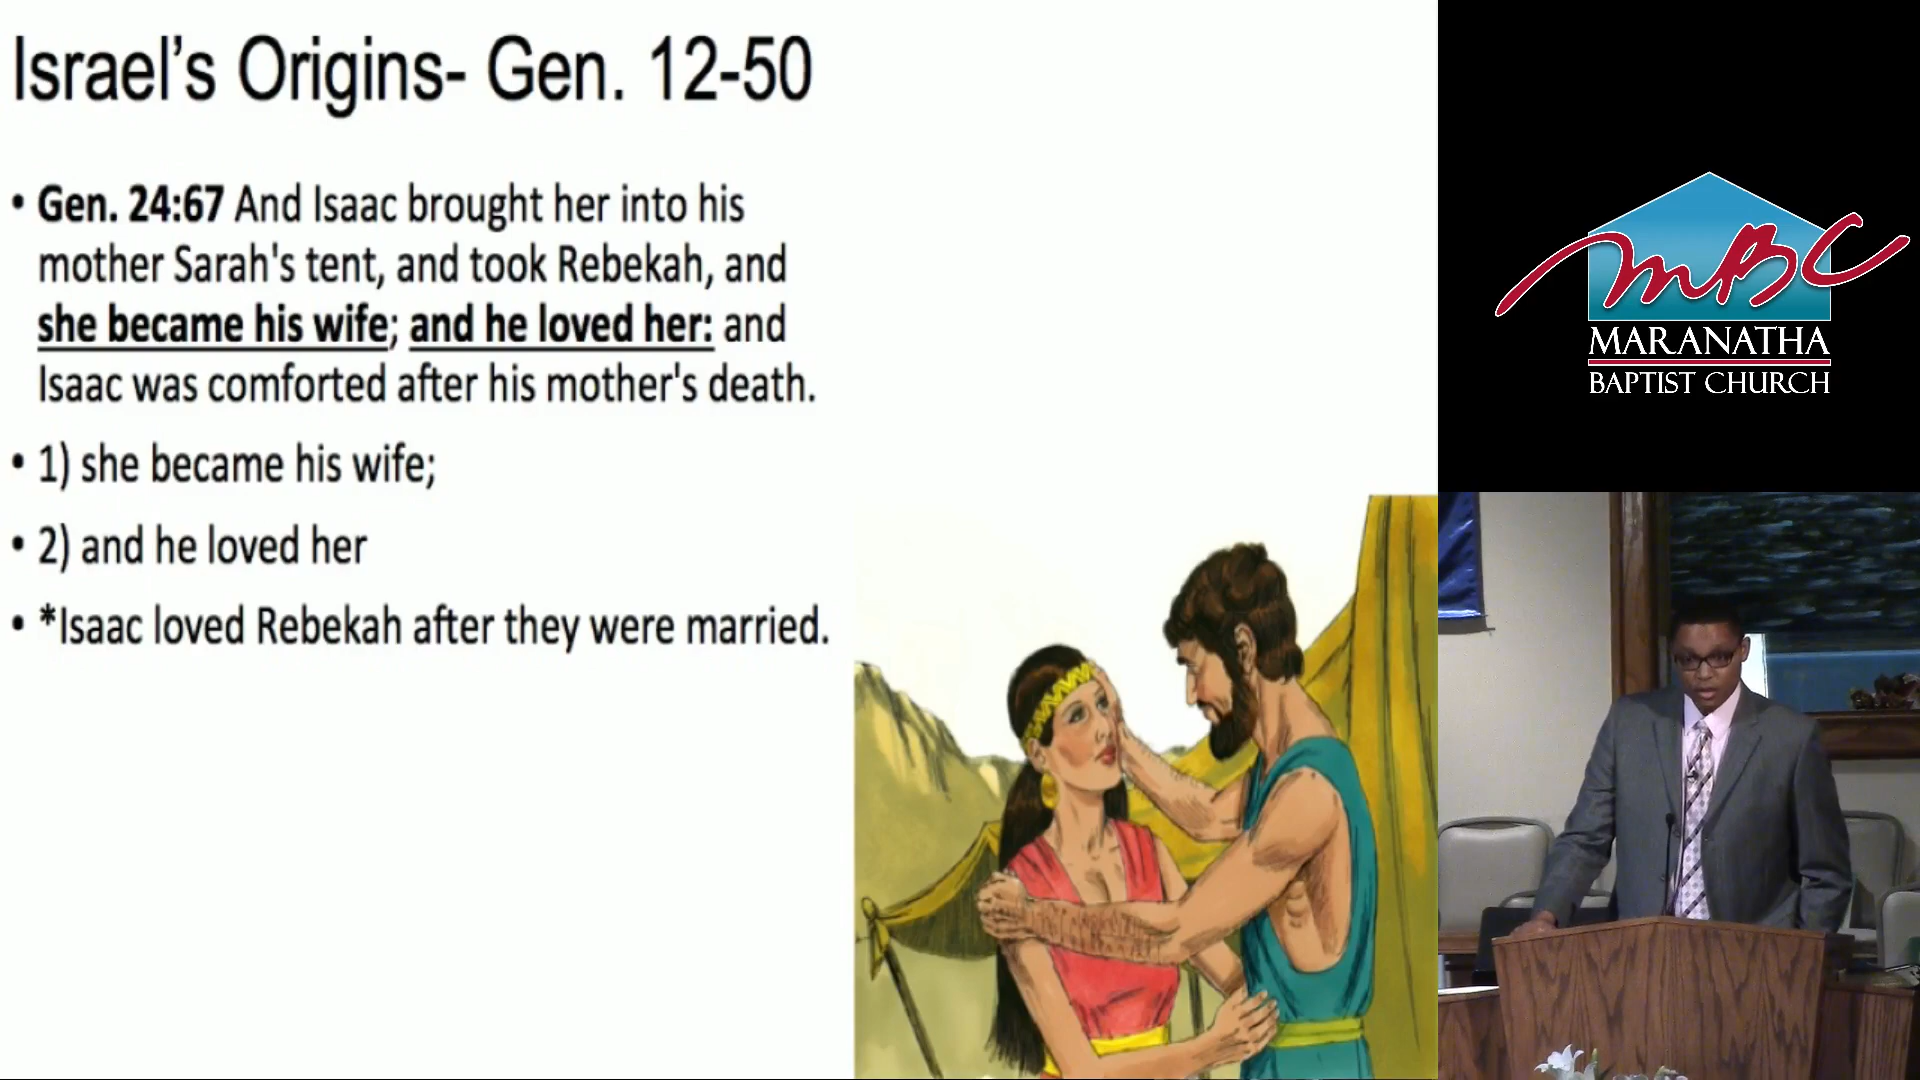 Israel's Origins- Gen. 12-50
• Gen. 24:67 And Isaac brought her into his
mother Sarah's tent, and took Rebekah, and
she became his wife; and he loved her: and
Isaac was comforted after his mother's death.
• 1) she became his wife;
• 2) and he loved her
• *Isaac loved Rebekah after they were married.
MBC
MARANATHA
BAPTIST CHURCH